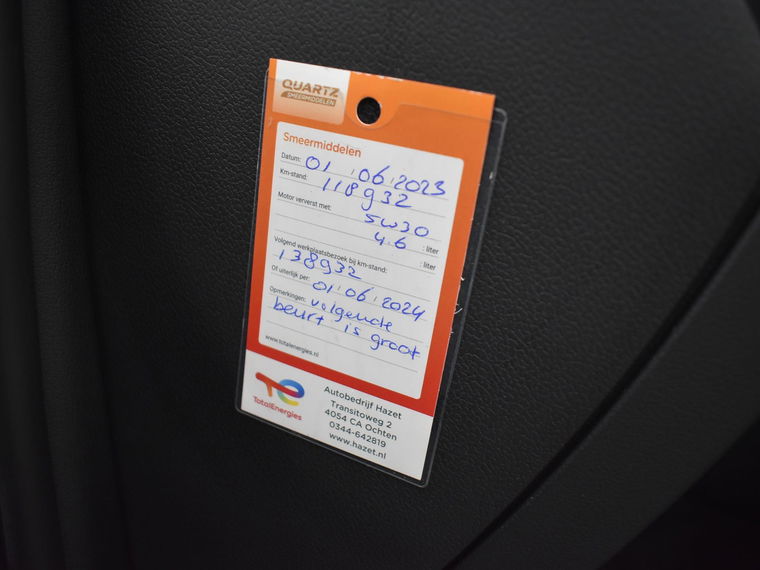 QUARTZ
SMEERMIDDELEN
Smeermiddelen
Datum: 01 / 06 / 2023
Km-stand: 118932
Motor ververst met: 5W30
4.6 : liter
: liter
Volgend werkplaatsbezoek bij km-stand:
138932
Of uiterlijk per: 01 / 06 / 2024
Opmerkingen: volgende
beurt is groot
www.totalenergies.nl
TotalEnergies
Autobedrijf Hazet
Transitoweg 2
4054 CA Ochten
0344-642819
www.hazet.nl